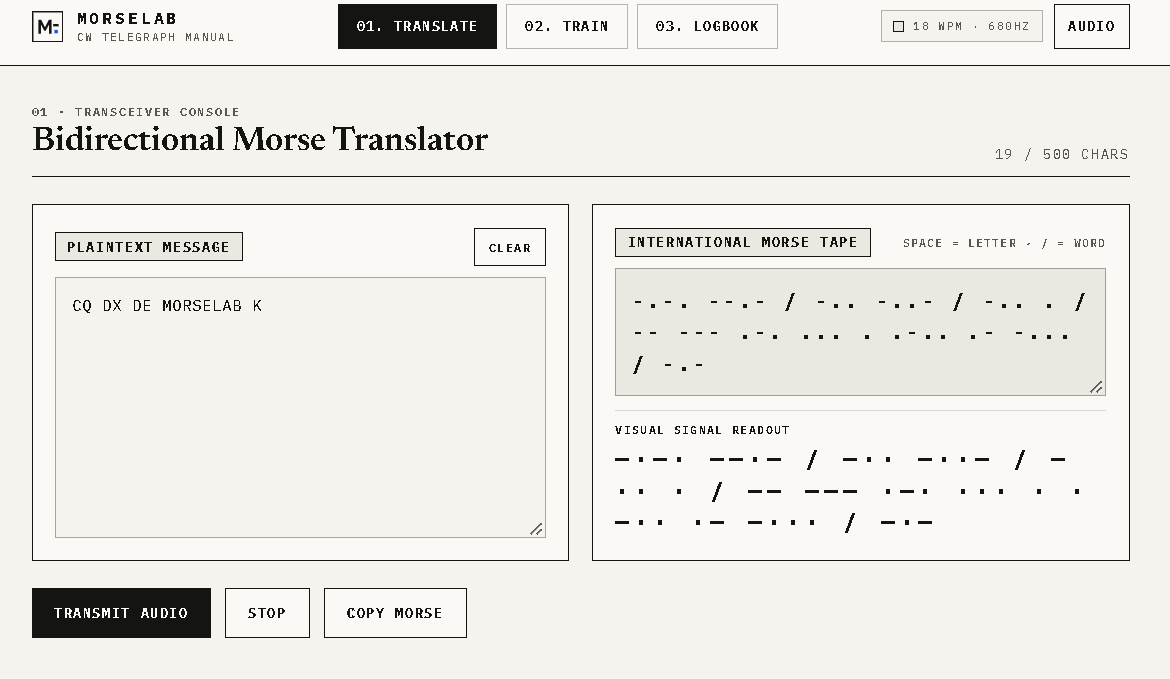 M:
MORSELAB
CW TELEGRAPH MANUAL
01. TRANSLATE
02. TRAIN
03. LOGBOOK
18 WPM · 680HZ
AUDIO
01 · TRANSCEIVER CONSOLE
Bidirectional Morse Translator
19 / 500 CHARS
PLAINTEXT MESSAGE
CLEAR
CQ DX DE MORSELAB K
INTERNATIONAL MORSE TAPE
SPACE = LETTER · / = WORD
-.-. --.- / -.. -..- / -.. . /
-- --- .-. ... . .-.. .- -...
/ -.-
VISUAL SIGNAL READOUT
−·−· −−·− / −·· −··− / −
·· · / −− −−− ·−· ··· · ·
−·· ·− −··· / −·−
TRANSMIT AUDIO
STOP
COPY MORSE